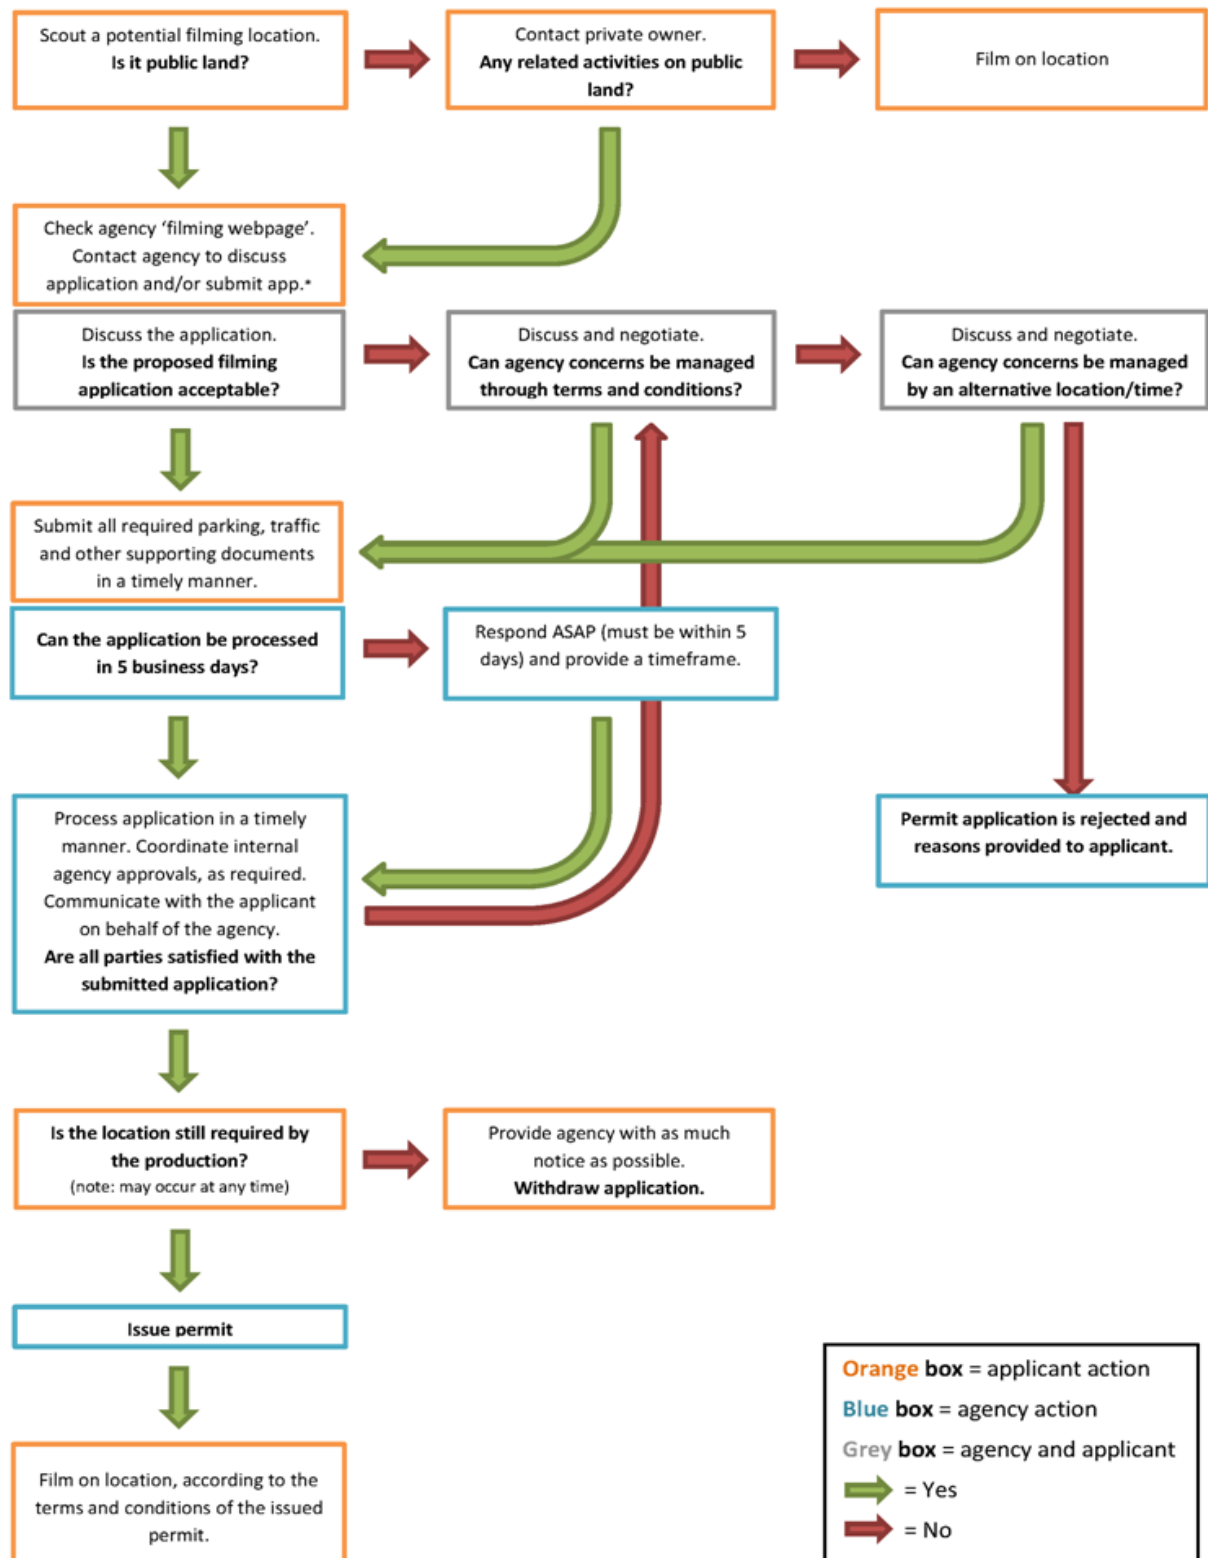 Scout a potential filming location.
Is it public land?
Contact private owner.
Any related activities on public
land?
Film on location
Check agency ‘filming webpage’.
Contact agency to discuss
application and/or submit app.*
Discuss the application.
Is the proposed filming
application acceptable?
Discuss and negotiate.
Can agency concerns be managed
through terms and conditions?
Discuss and negotiate.
Can agency concerns be managed
by an alternative location/time?
Submit all required parking, traffic
and other supporting documents
in a timely manner.
Can the application be processed
in 5 business days?
Respond ASAP (must be within 5
days) and provide a timeframe.
Process application in a timely
manner. Coordinate internal
agency approvals, as required.
Communicate with the applicant
on behalf of the agency.
Are all parties satisfied with the
submitted application?
Permit application is rejected and
reasons provided to applicant.
Is the location still required by
the production?
(note: may occur at any time)
Provide agency with as much
notice as possible.
Withdraw application.
Issue permit
Film on location, according to the
terms and conditions of the issued
permit.
Orange box = applicant action
Blue box = agency action
Grey box = agency and applicant
= Yes
= No